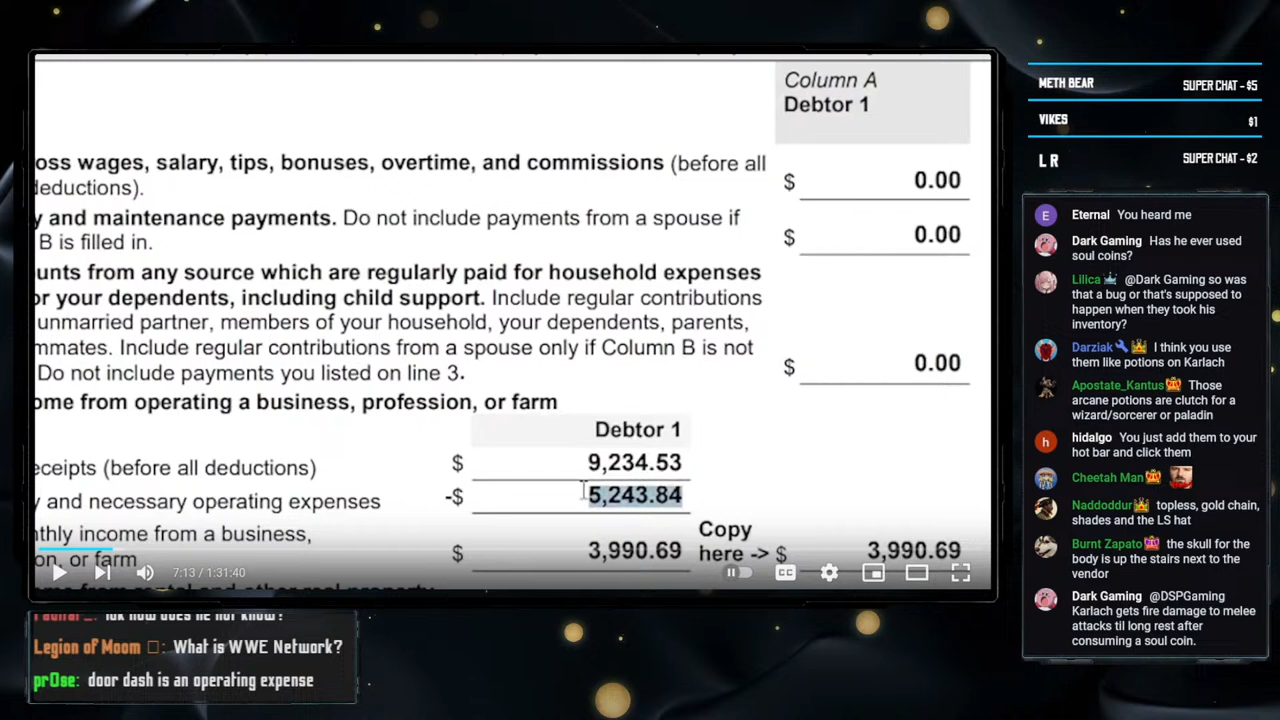 Column A
Debtor 1
oss wages, salary, tips, bonuses, overtime, and commissions (before all
deductions).
$ 0.00
y and maintenance payments. Do not include payments from a spouse if
B is filled in.
$ 0.00
unts from any source which are regularly paid for household expenses
or your dependents, including child support. Include regular contributions
unmarried partner, members of your household, your dependents, parents,
mmates. Include regular contributions from a spouse only if Column B is not
Do not include payments you listed on line 3.
$ 0.00
ome from operating a business, profession, or farm
Debtor 1
eceipts (before all deductions) $ 9,234.53
y and necessary operating expenses -$ 5,243.84
nthly income from a business,
on, or farm $ 3,990.69
Copy
here -> $ 3,990.69
7:13 / 1:31:40
CC
METH BEAR SUPER CHAT - $5
VIKES $1
L R SUPER CHAT - $2
E Eternal You heard me
Dark Gaming Has he ever used
soul coins?
Lilica @Dark Gaming so was
that a bug or that's supposed to
happen when they took his
inventory?
Darziak I think you use
them like potions on Karlach
Apostate_Kantus Those
arcane potions are clutch for a
wizard/sorcerer or paladin
h hidalgo You just add them to your
hot bar and click them
Cheetah Man
Naddoddur topless, gold chain,
shades and the LS hat
Burnt Zapato the skull for the
body is up the stairs next to the
vendor
Dark Gaming @DSPGaming
Karlach gets fire damage to melee
attacks til long rest after
consuming a soul coin.
how does he not know?
Legion of Moom : What is WWE Network?
prOse: door dash is an operating expense